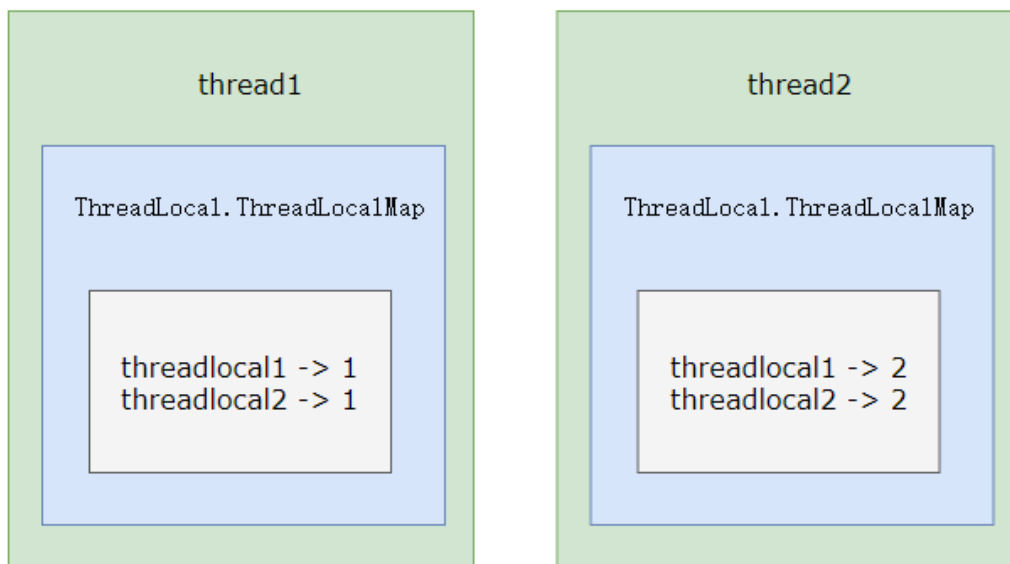 thread1
ThreadLocal.ThreadLocalMap
threadlocal1 -> 1
threadlocal2 -> 1
thread2
ThreadLocal.ThreadLocalMap
threadlocal1 -> 2
threadlocal2 -> 2